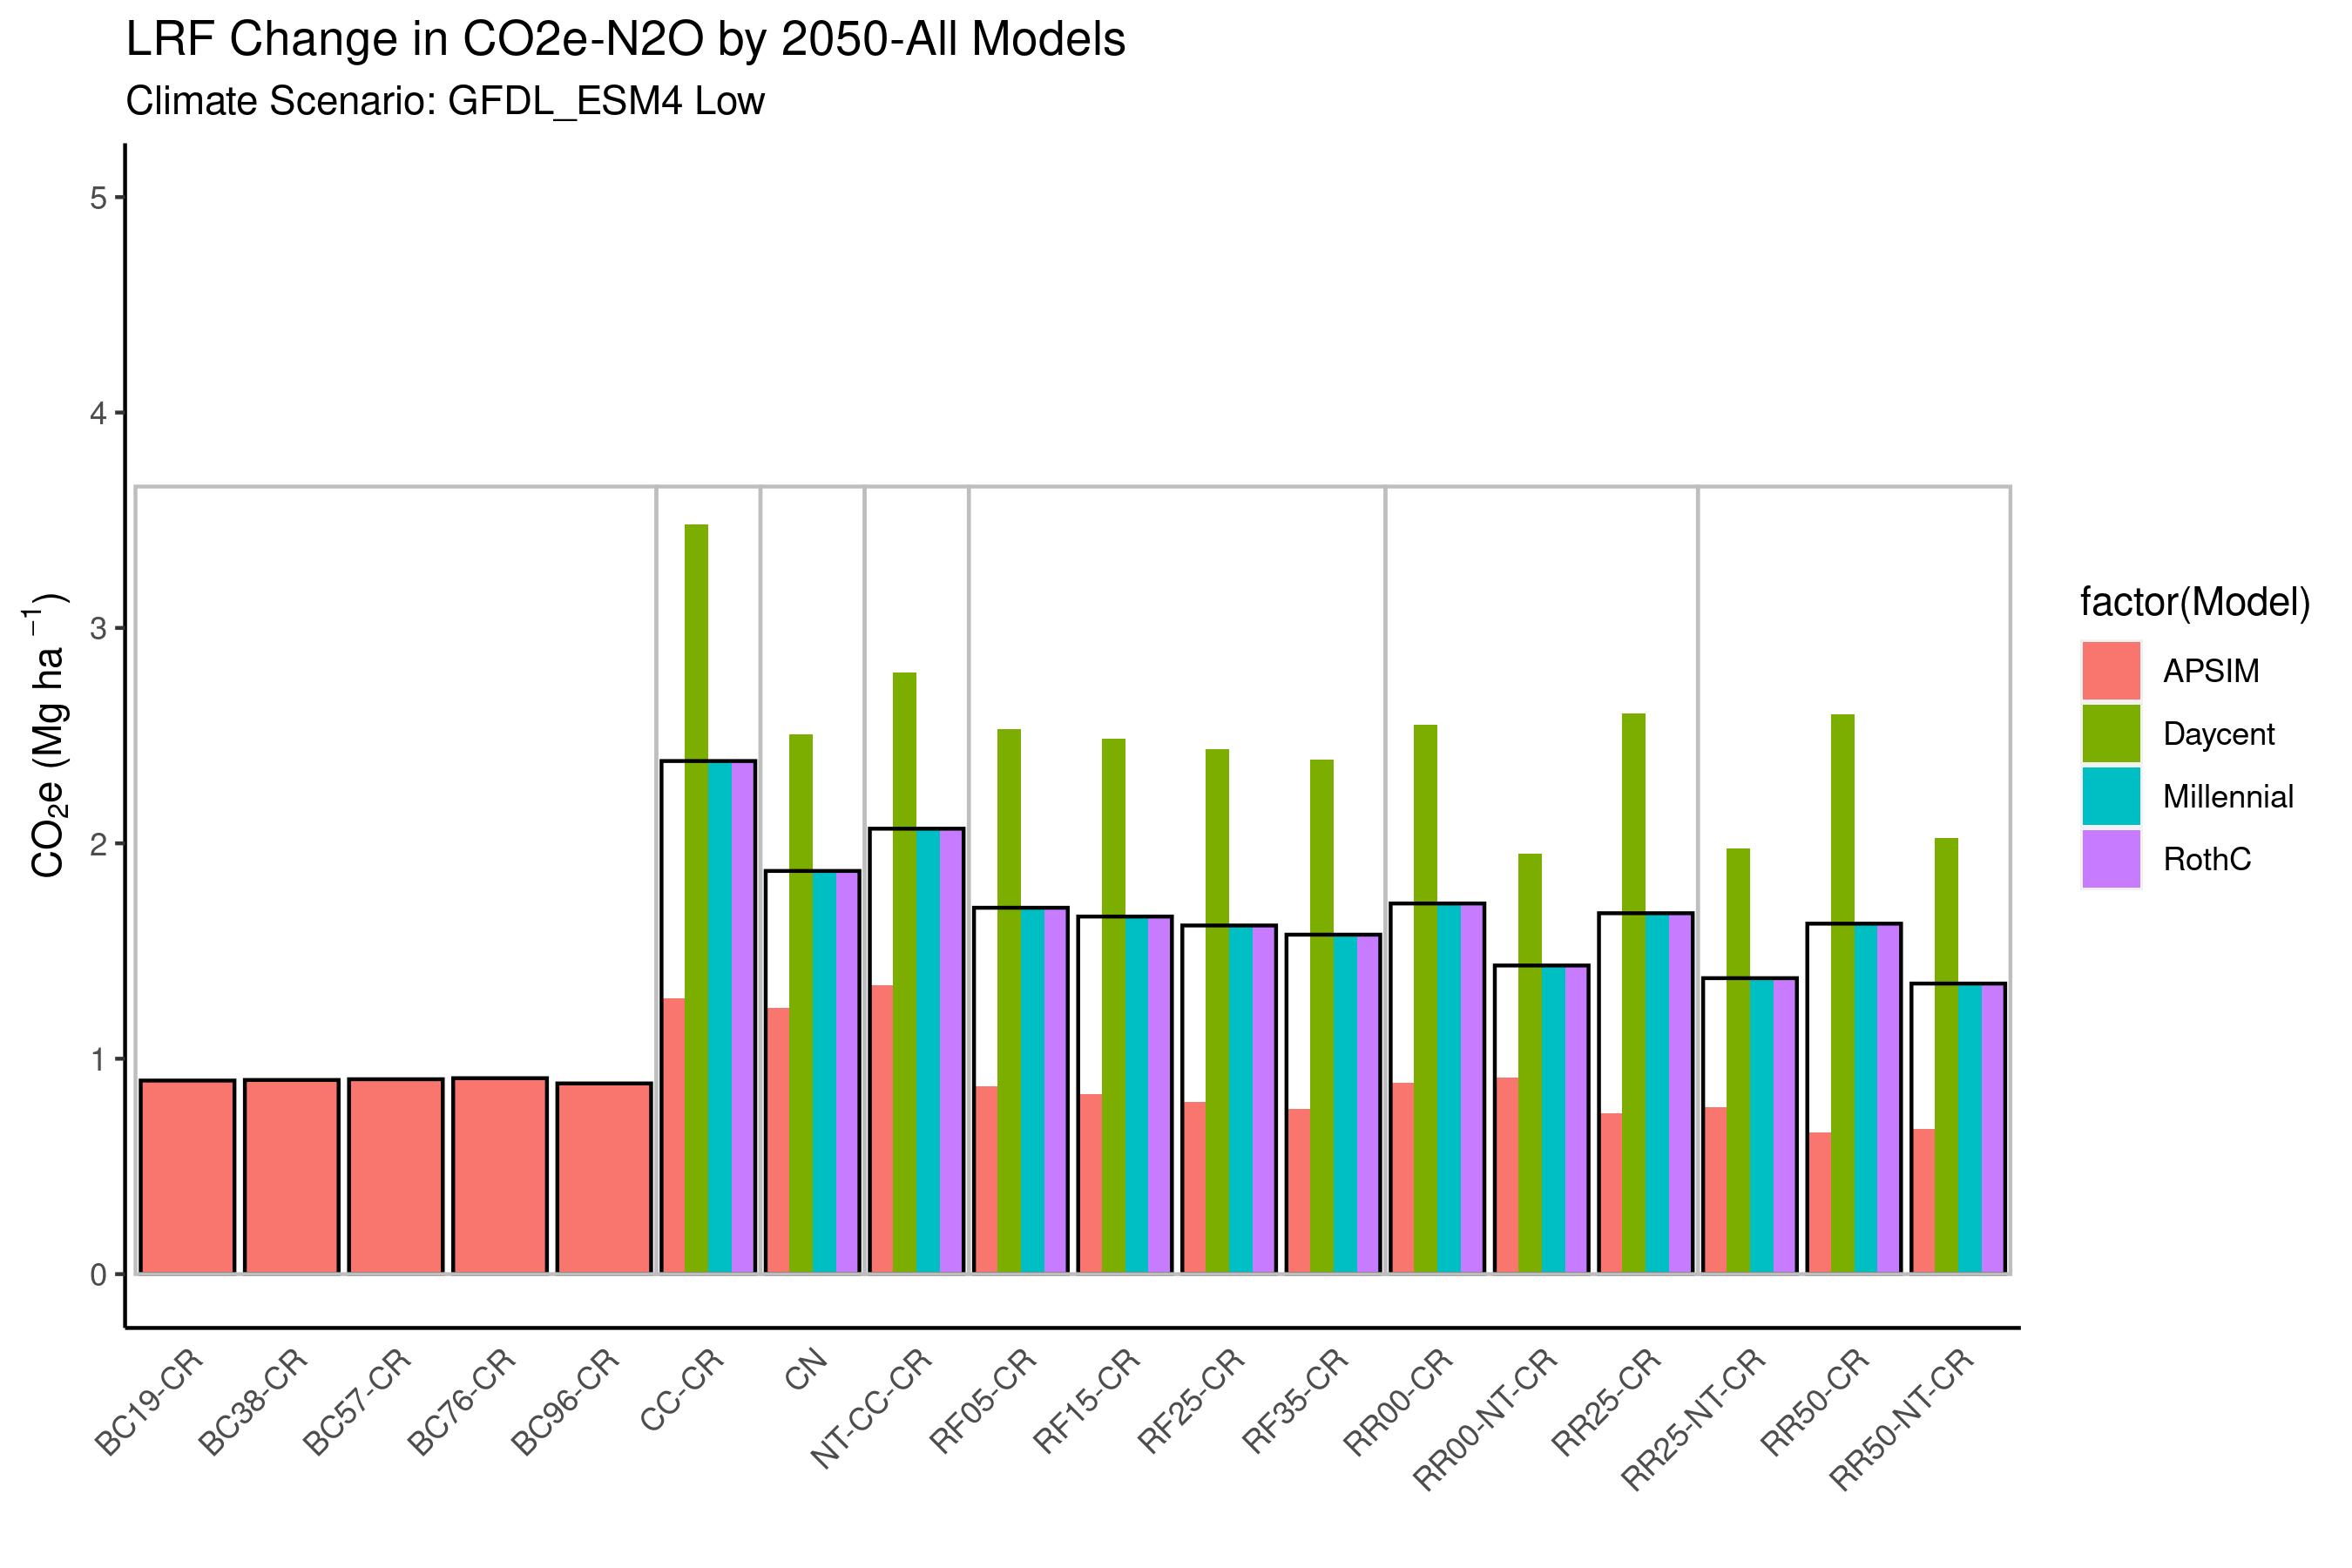 LRF Change in CO2e-N2O by 2050-All Models
Climate Scenario: GFDL_ESM4 Low
CO₂e (Mg ha ⁻¹)
5
4
3
2
1
0
BC19-CR
BC38-CR
BC57-CR
BC76-CR
BC96-CR
CC-CR
CN
NT-CC-CR
RF05-CR
RF15-CR
RF25-CR
RF35-CR
RR00-CR
RR00-NT-CR
RR25-CR
RR25-NT-CR
RR50-CR
RR50-NT-CR
factor(Model)
APSIM
Daycent
Millennial
RothC